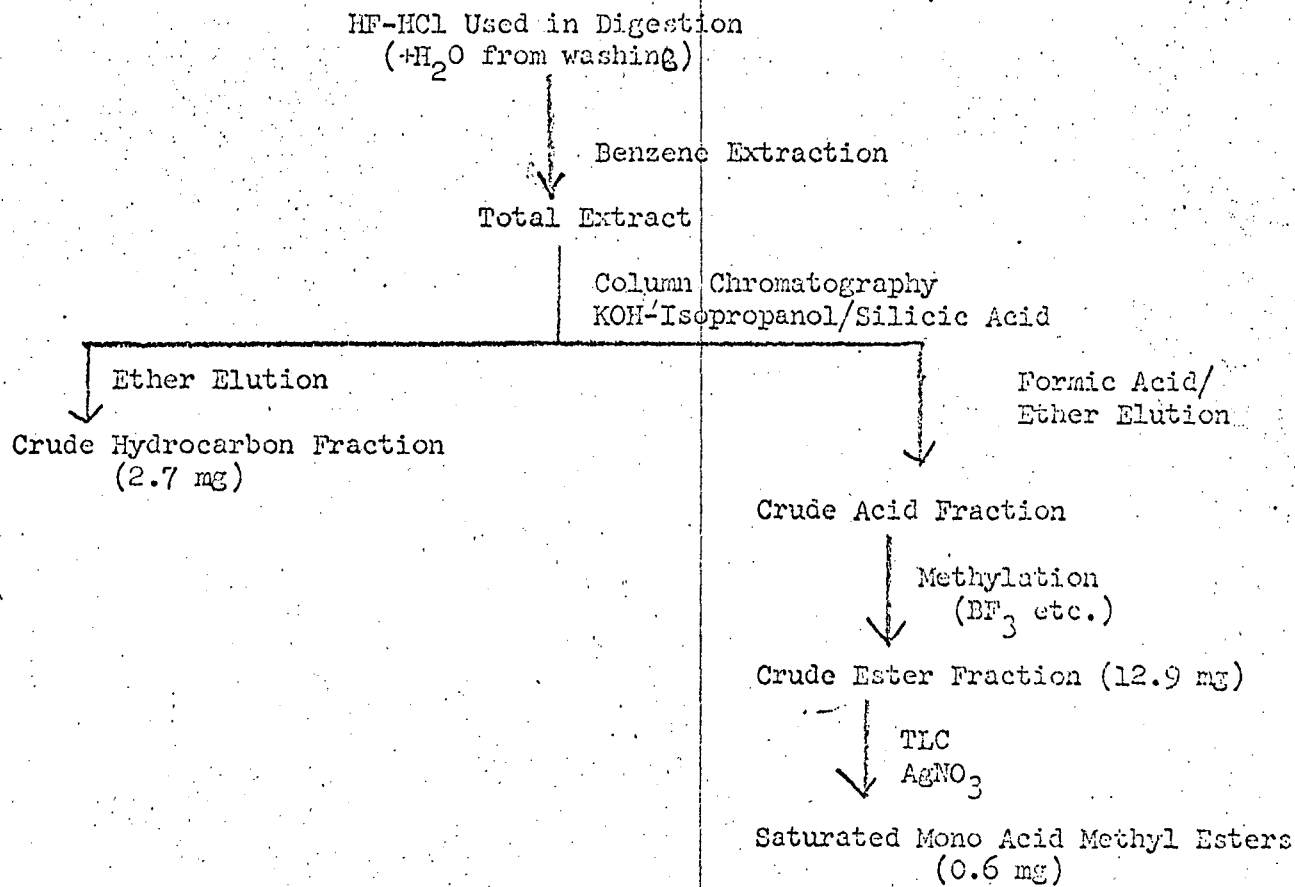 HF-HCl Used in Digestion
(+H₂O from washing)
Benzene Extraction
Total Extract
Column Chromatography
KOH-Isopropanol/Silicic Acid
Ether Elution
Crude Hydrocarbon Fraction
(2.7 mg)
Formic Acid/
Ether Elution
Crude Acid Fraction
Methylation
(BF₃ etc.)
Crude Ester Fraction (12.9 mg)
TLC
AgNO₃
Saturated Mono Acid Methyl Esters
(0.6 mg)